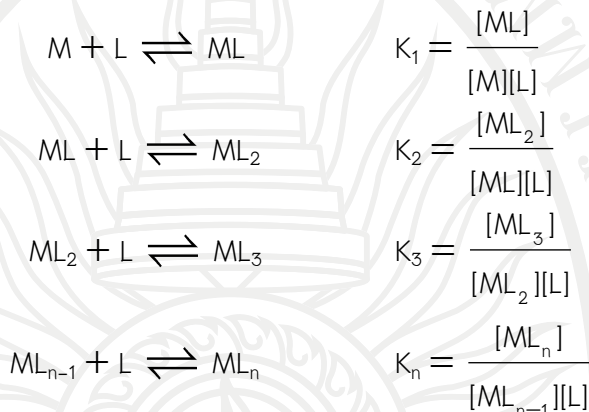 M + L ⇌ ML K₁ = [ML] / [M][L]
ML + L ⇌ ML₂ K₂ = [ML₂] / [ML][L]
ML₂ + L ⇌ ML₃ K₃ = [ML₃] / [ML₂][L]
MLₙ₋₁ + L ⇌ MLₙ Kₙ = [MLₙ] / [MLₙ₋₁][L]